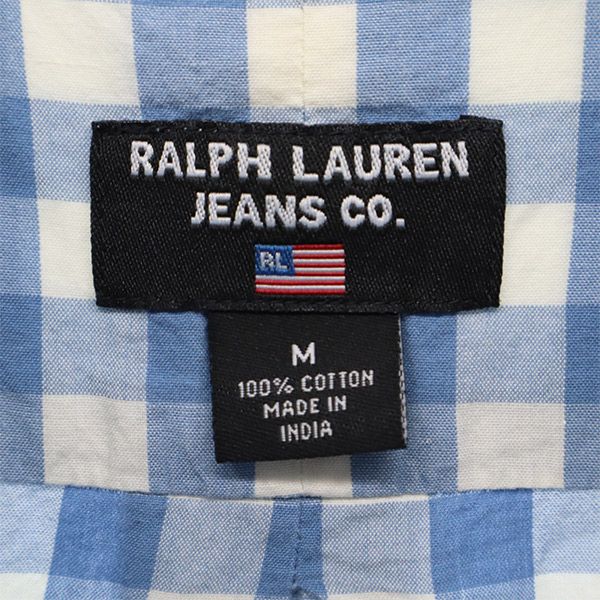 RALPH LAUREN
JEANS CO.
RL
M
100% COTTON
MADE IN
INDIA